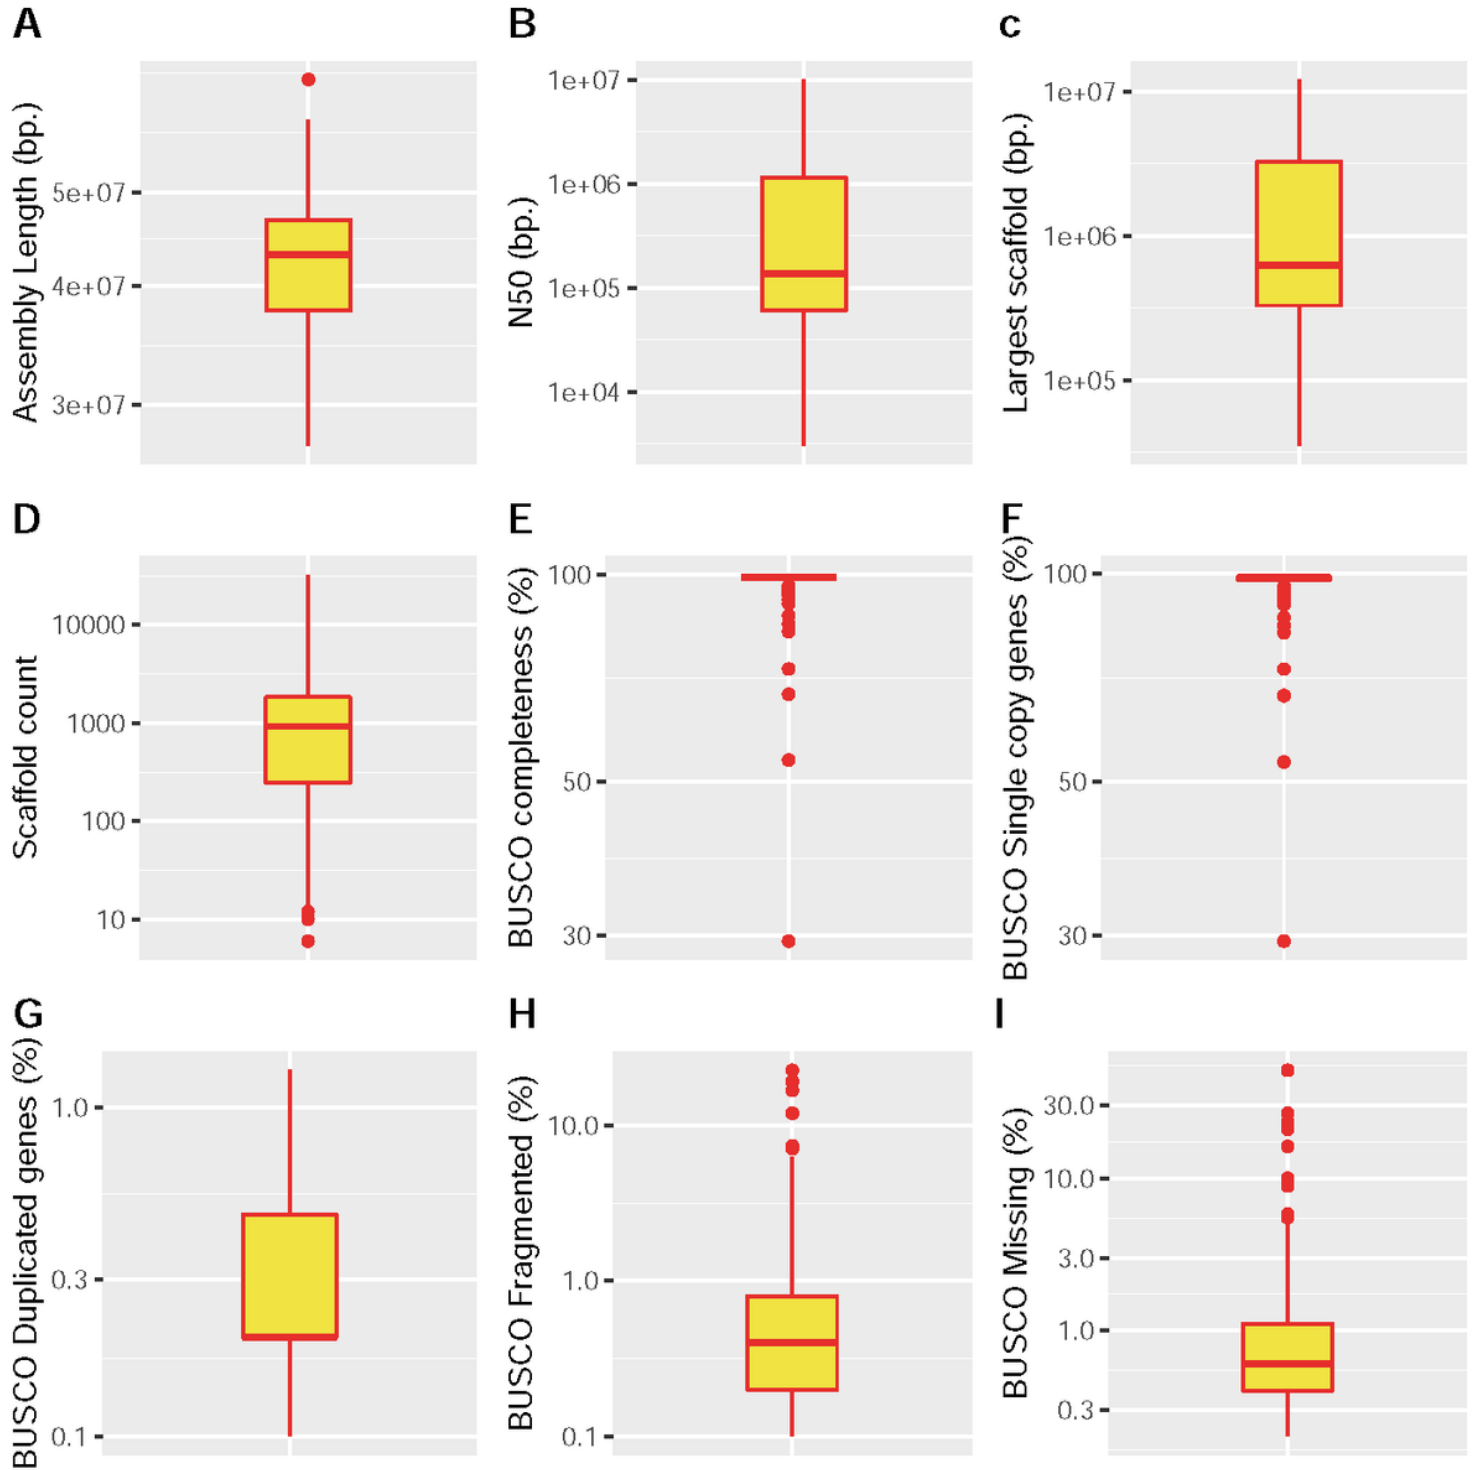 A
Assembly Length (bp.)
5e+07
4e+07
3e+07
B
N50 (bp.)
1e+07
1e+06
1e+05
1e+04
c
Largest scaffold (bp.)
1e+07
1e+06
1e+05
D
Scaffold count
10000
1000
100
10
E
BUSCO completeness (%)
100
50
30
F
BUSCO Single copy genes (%)
100
50
30
G
BUSCO Duplicated genes (%)
1.0
0.3
0.1
H
BUSCO Fragmented (%)
10.0
1.0
0.1
I
BUSCO Missing (%)
30.0
10.0
3.0
1.0
0.3